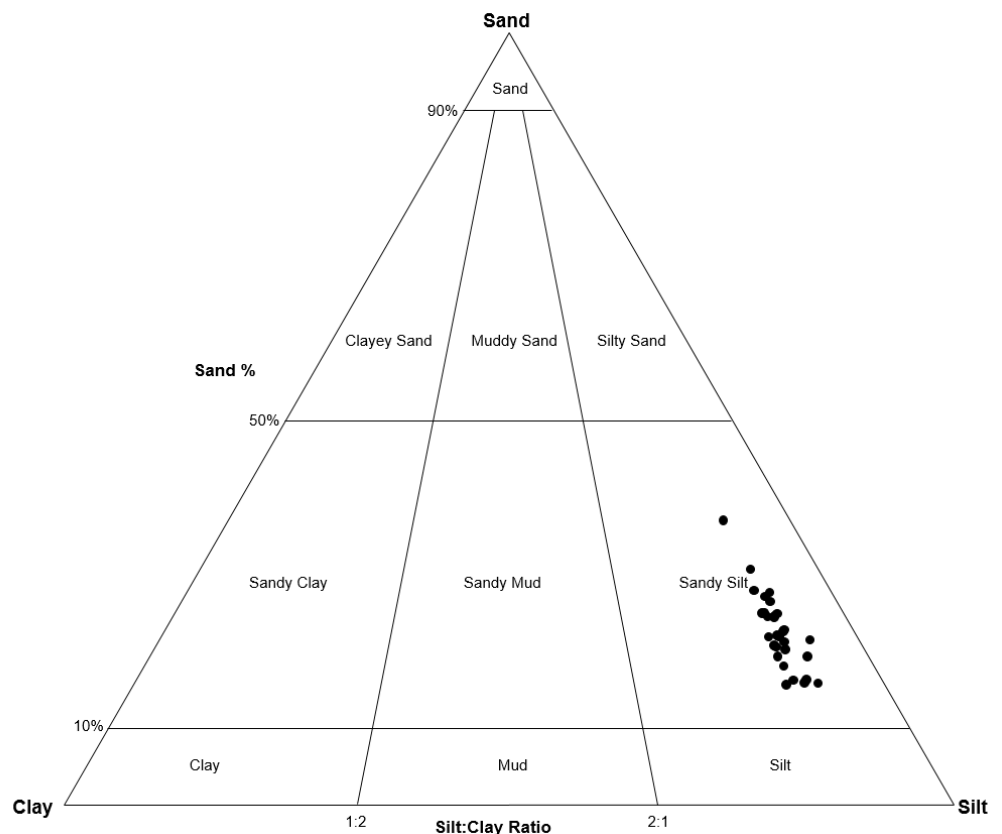 Sand
Sand
90%
Clayey Sand
Muddy Sand
Silty Sand
Sand %
50%
Sandy Clay
Sandy Mud
Sandy Silt
10%
Clay
Mud
Silt
Clay
Silt
1:2
2:1
Silt:Clay Ratio